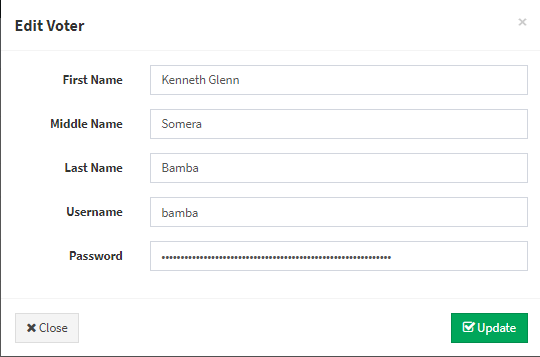 Edit Voter ×
First Name Kenneth Glenn
Middle Name Somera
Last Name Bamba
Username bamba
Password ••••••••••••••••••••••••••••••••••••••••••••••••••••••••••••
Close Update